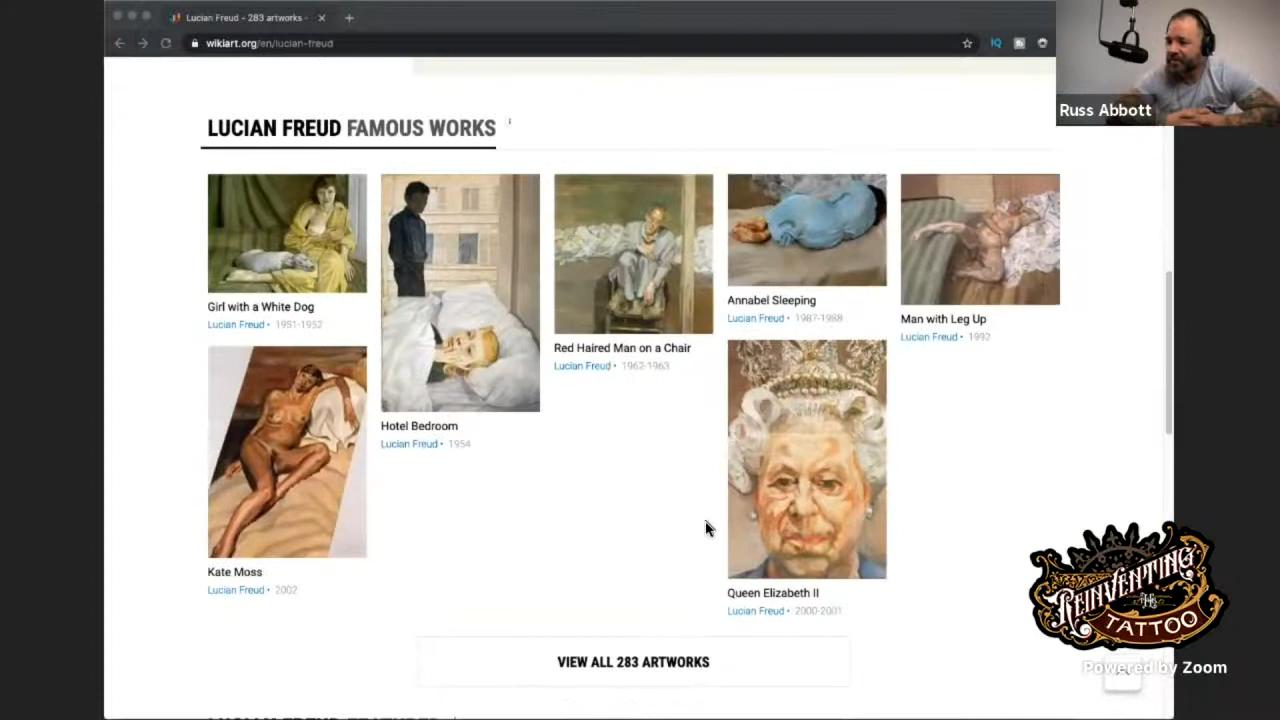 Lucian Freud - 283 artworks -
wikiart.org/en/lucian-freud
IQ
Russ Abbott
LUCIAN FREUD FAMOUS WORKS
Girl with a White Dog
Lucian Freud • 1951-1952
Hotel Bedroom
Lucian Freud • 1954
Red Haired Man on a Chair
Lucian Freud • 1962-1963
Annabel Sleeping
Lucian Freud • 1987-1988
Man with Leg Up
Lucian Freud • 1992
Kate Moss
Lucian Freud • 2002
Queen Elizabeth II
Lucian Freud • 2000-2001
VIEW ALL 283 ARTWORKS
REINVENTING
THE
TATTOO
Powered by Zoom